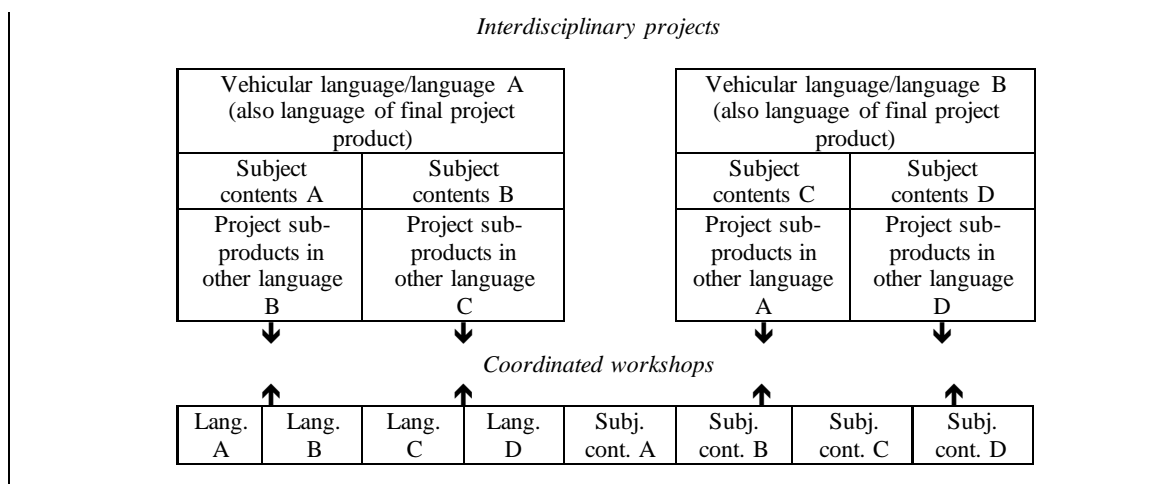 Interdisciplinary projects
Vehicular language/language A
(also language of final project
product)
Subject
contents A
Subject
contents B
Project sub-
products in
other language
B
Project sub-
products in
other language
C
Vehicular language/language B
(also language of final project
product)
Subject
contents C
Subject
contents D
Project sub-
products in
other language
A
Project sub-
products in
other language
D
Coordinated workshops
Lang.
A
Lang.
B
Lang.
C
Lang.
D
Subj.
cont. A
Subj.
cont. B
Subj.
cont. C
Subj.
cont. D